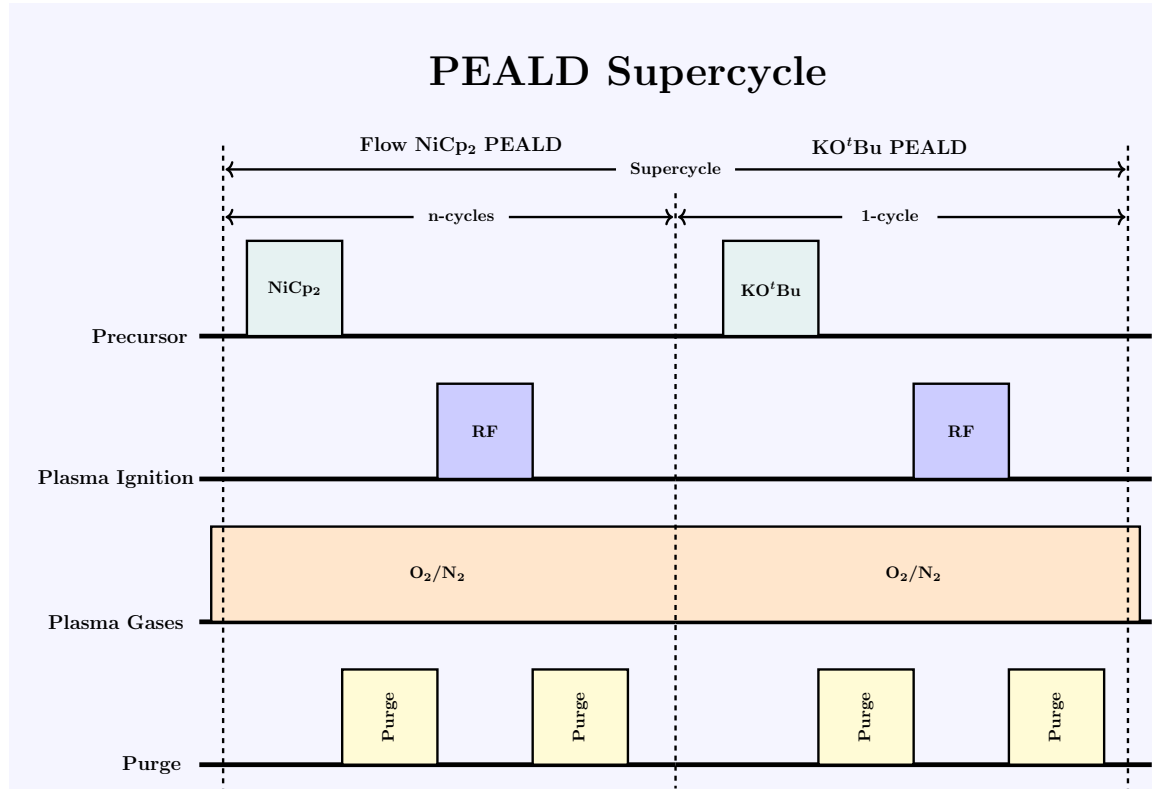 PEALD Supercycle
Flow NiCp₂ PEALD
KOᵗBu PEALD
Supercycle
n-cycles
1-cycle
NiCp₂
KOᵗBu
Precursor
RF
RF
Plasma Ignition
O₂/N₂
O₂/N₂
Plasma Gases
Purge
Purge
Purge
Purge
Purge